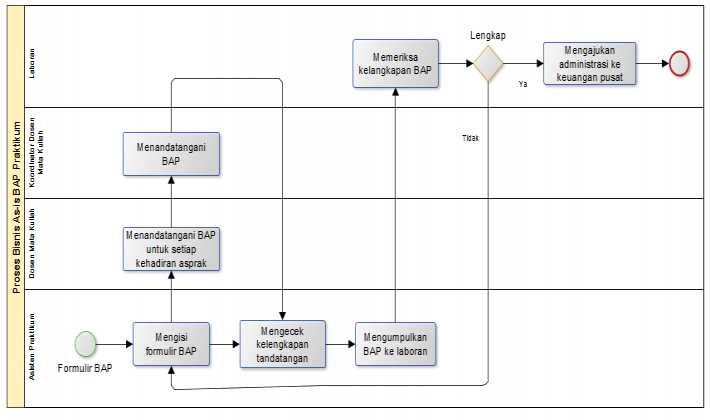 Proses Bisnis As-is BAP Praktikum
Laboran
Memeriksa
kelangkapan BAP
Lengkap
Ya
Tidak
Mengajukan
administrasi ke
keuangan pusat
Koordinator Dosen
Mata Kuliah
Menandatangani
BAP
Dosen Mata Kuliah
Menandatangani BAP
untuk setiap
kehadiran asprak
Asisten Praktikum
Formulir BAP
Mengisi
formulir BAP
Mengecek
kelengkapan
tandatangan
Mengumpulkan
BAP ke laboran